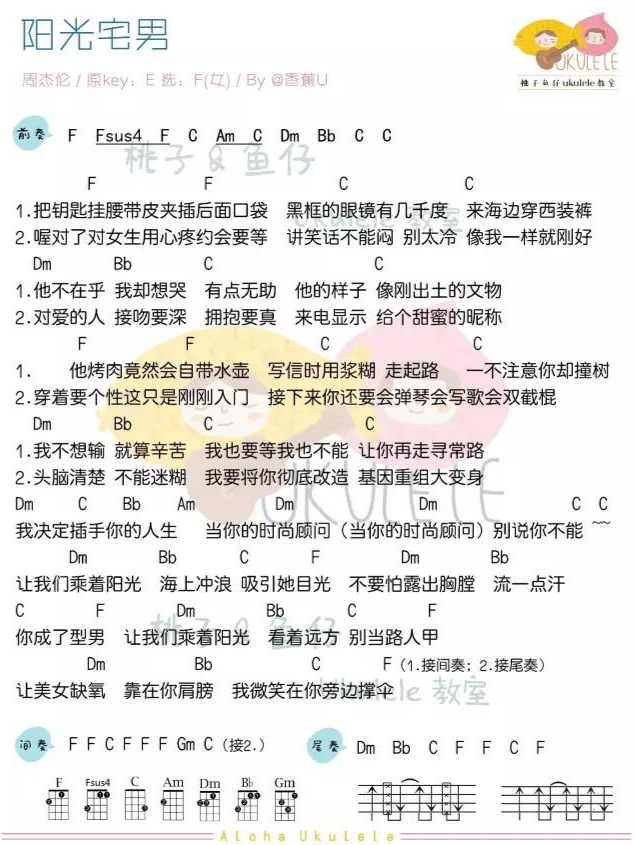 阳光宅男
UKULELE
桃子鱼仔ukulele教室
周杰伦 / 原key：E 选：F(女) / By @香蕉U
前奏 F Fsus4 F C Am C Dm Bb C C
桃子&鱼仔
F F C C
1.把钥匙挂腰带皮夹插后面口袋 黑框的眼镜有几千度 来海边穿西装裤
ukulele 教室
2.喔对了对女生用心疼约会要等 讲笑话不能闷 别太冷 像我一样就刚好
Dm Bb C C
1.他不在乎 我却想哭 有点无助 他的样子 像刚出土的文物
2.对爱的人 接吻要深 拥抱要真 来电显示 给个甜蜜的昵称
F F C C
1. 他烤肉竟然会自带水壶 写信时用浆糊 走起路 一不注意你却撞树
2.穿着要个性这只是刚刚入门 接下来你还要会弹琴会写歌会双截棍
Dm Bb C C
1.我不想输 就算辛苦 我也要等我也不能 让你再走寻常路
2.头脑清楚 不能迷糊 我要将你彻底改造 基因重组大变身
UKULELE
Dm C Bb Am Dm Dm C C
我决定插手你的人生 当你的时尚顾问（当你的时尚顾问）别说你不能 ~~
Dm Bb C F Dm Bb
让我们乘着阳光 海上冲浪 吸引她目光 不要怕露出胸膛 流一点汗
C F Dm Bb C F
桃子&鱼仔
你成了型男 让我们乘着阳光 看着远方 别当路人甲
Dm Bb C F（1.接间奏；2.接尾奏）
让美女缺氧 靠在你肩膀 我微笑在你旁边撑伞
ukulele 教室
间奏 F F C F F F Gm C（接2.）
尾奏 Dm Bb C F F C F
F Fsus4 C Am Dm Bb Gm
Aloha Ukulele